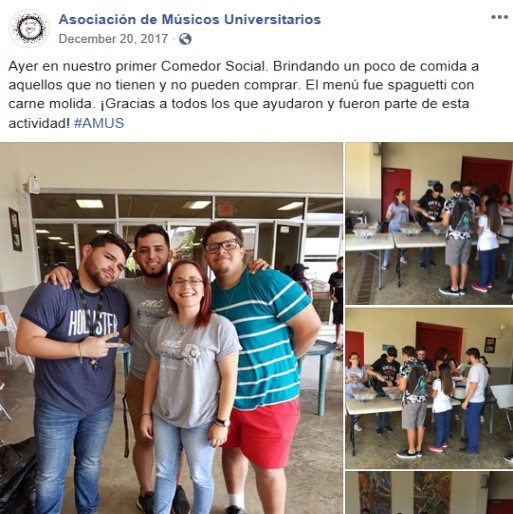 Asociación de Músicos Universitarios
December 20, 2017 ·
Ayer en nuestro primer Comedor Social. Brindando un poco de comida a
aquellos que no tienen y no pueden comprar. El menú fue spaguetti con
carne molida. ¡Gracias a todos los que ayudaron y fueron parte de esta
actividad! #AMUS
HOLLISTER
AMUS